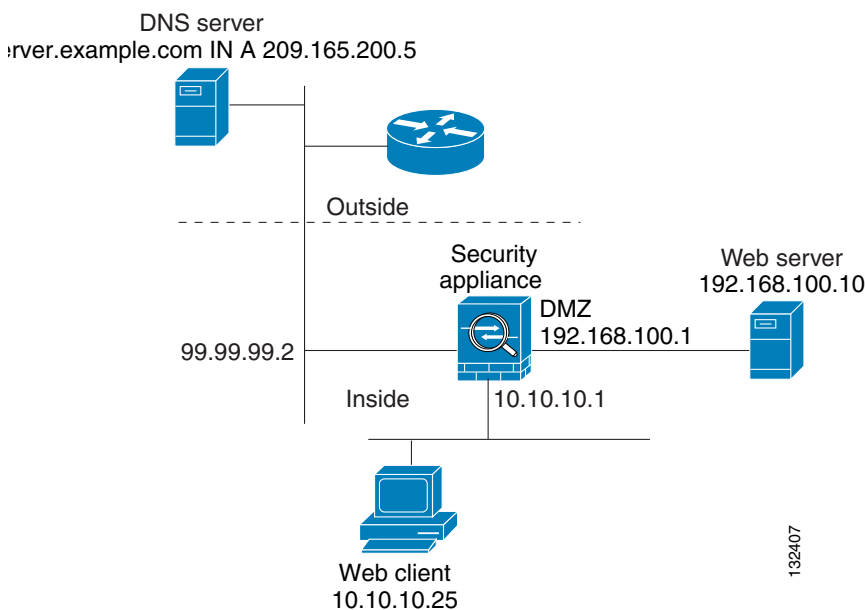 DNS server
erver.example.com IN A 209.165.200.5
Outside
Security
appliance
Web server
192.168.100.10
DMZ
192.168.100.1
99.99.99.2
Inside
10.10.10.1
Web client
10.10.10.25
132407